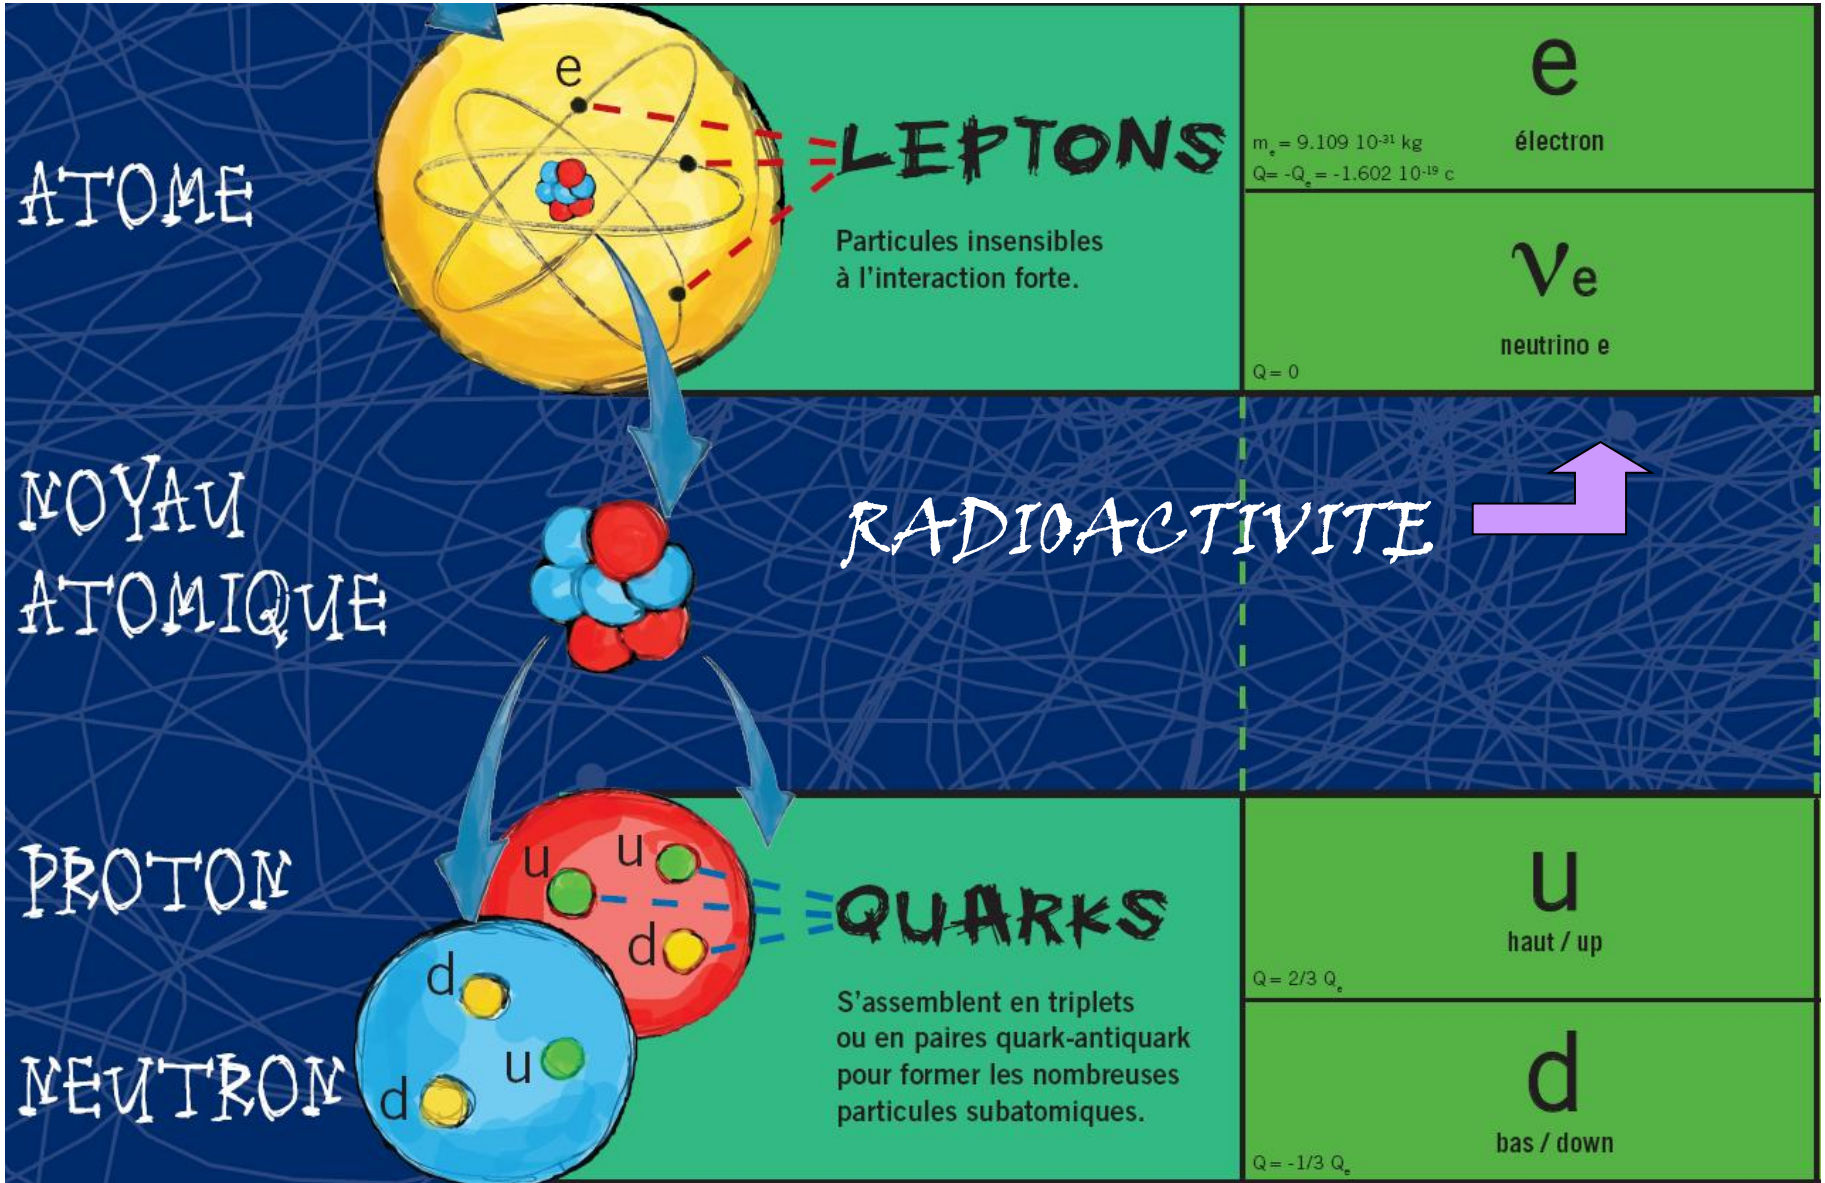 ATOME
e
LEPTONS
Particules insensibles
à l'interaction forte.
e
électron
mₑ = 9.109 10⁻³¹ kg
Q= -Qₑ = -1.602 10⁻¹⁹ c
νe
neutrino e
Q = 0
NOYAU
ATOMIQUE
RADIOACTIVITE
PROTON
NEUTRON
u
u
d
d
u
d
QUARKS
S'assemblent en triplets
ou en paires quark-antiquark
pour former les nombreuses
particules subatomiques.
u
haut / up
Q = 2/3 Qₑ
d
bas / down
Q = -1/3 Qₑ